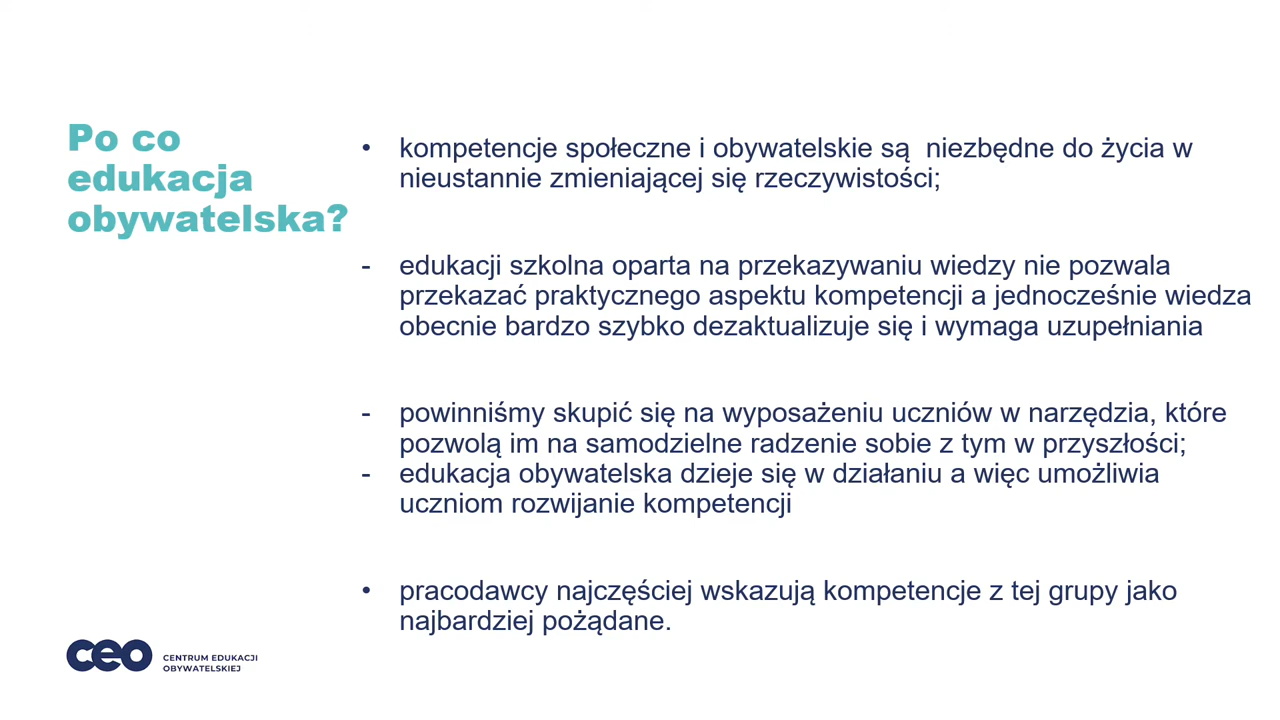 Po co
edukacja
obywatelska?
• kompetencje społeczne i obywatelskie są  niezbędne do życia w
nieustannie zmieniającej się rzeczywistości;
- edukacji szkolna oparta na przekazywaniu wiedzy nie pozwala
przekazać praktycznego aspektu kompetencji a jednocześnie wiedza
obecnie bardzo szybko dezaktualizuje się i wymaga uzupełniania
- powinniśmy skupić się na wyposażeniu uczniów w narzędzia, które
pozwolą im na samodzielne radzenie sobie z tym w przyszłości;
- edukacja obywatelska dzieje się w działaniu a więc umożliwia
uczniom rozwijanie kompetencji
• pracodawcy najczęściej wskazują kompetencje z tej grupy jako
najbardziej pożądane.
ceo
CENTRUM EDUKACJI
OBYWATELSKIEJ